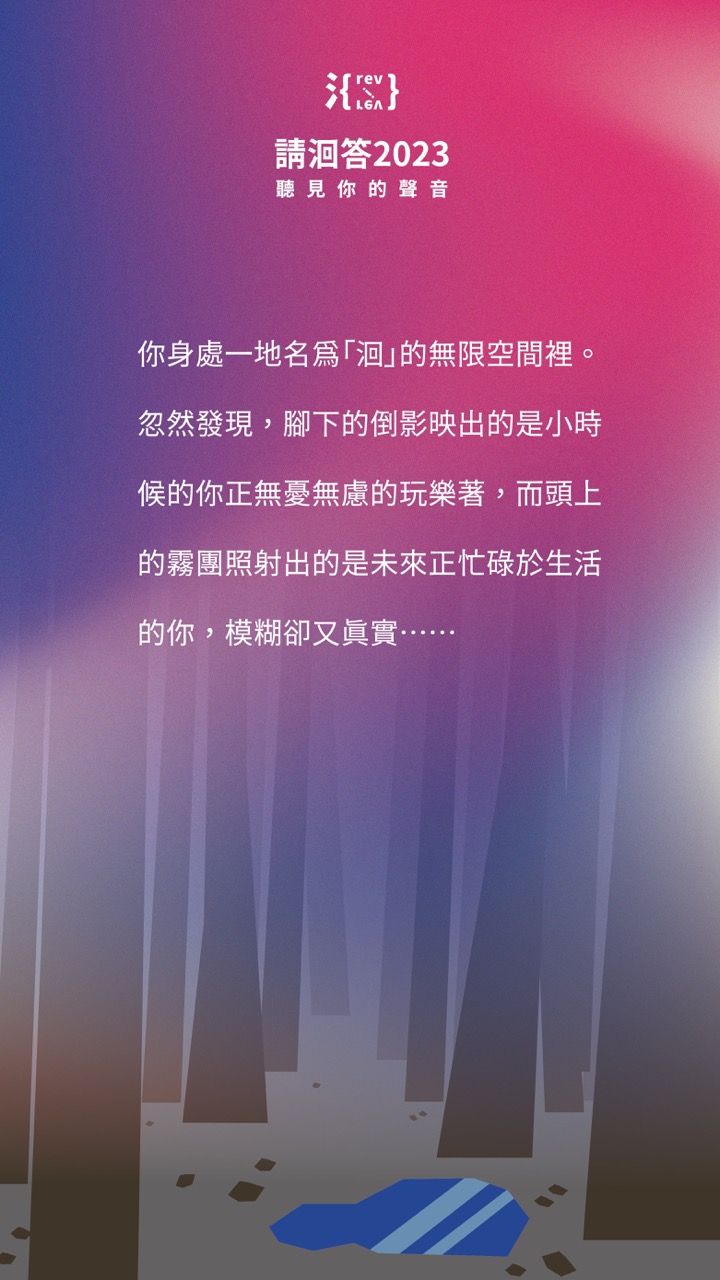 氵{rev
rev}
請洄答2023
聽見你的聲音
你身處一地名爲「洄」的無限空間裡。
忽然發現，腳下的倒影映出的是小時
候的你正無憂無慮的玩樂著，而頭上
的霧團照射出的是未來正忙碌於生活
的你，模糊卻又眞實⋯⋯